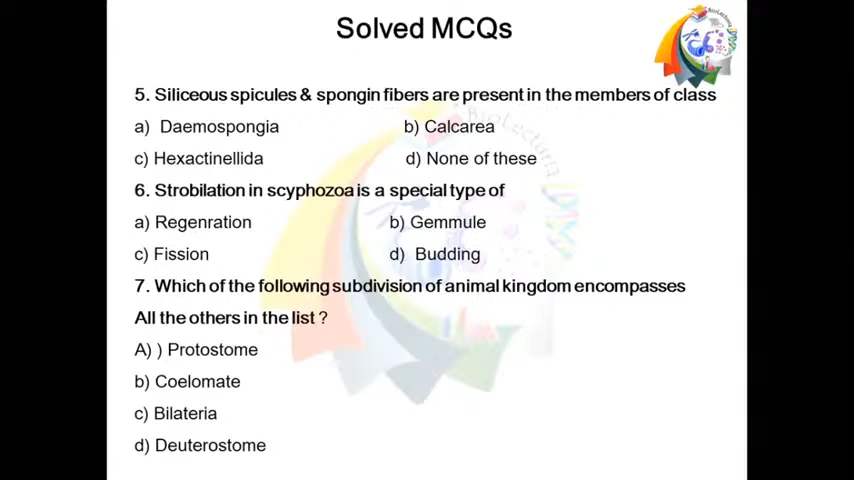 Solved MCQs
BioLectures
5. Siliceous spicules & spongin fibers are present in the members of class
a) Daemospongia b) Calcarea
c) Hexactinellida d) None of these
6. Strobilation in scyphozoa is a special type of
a) Regenration b) Gemmule
c) Fission d) Budding
7. Which of the following subdivision of animal kingdom encompasses
All the others in the list ?
A) ) Protostome
b) Coelomate
c) Bilateria
d) Deuterostome